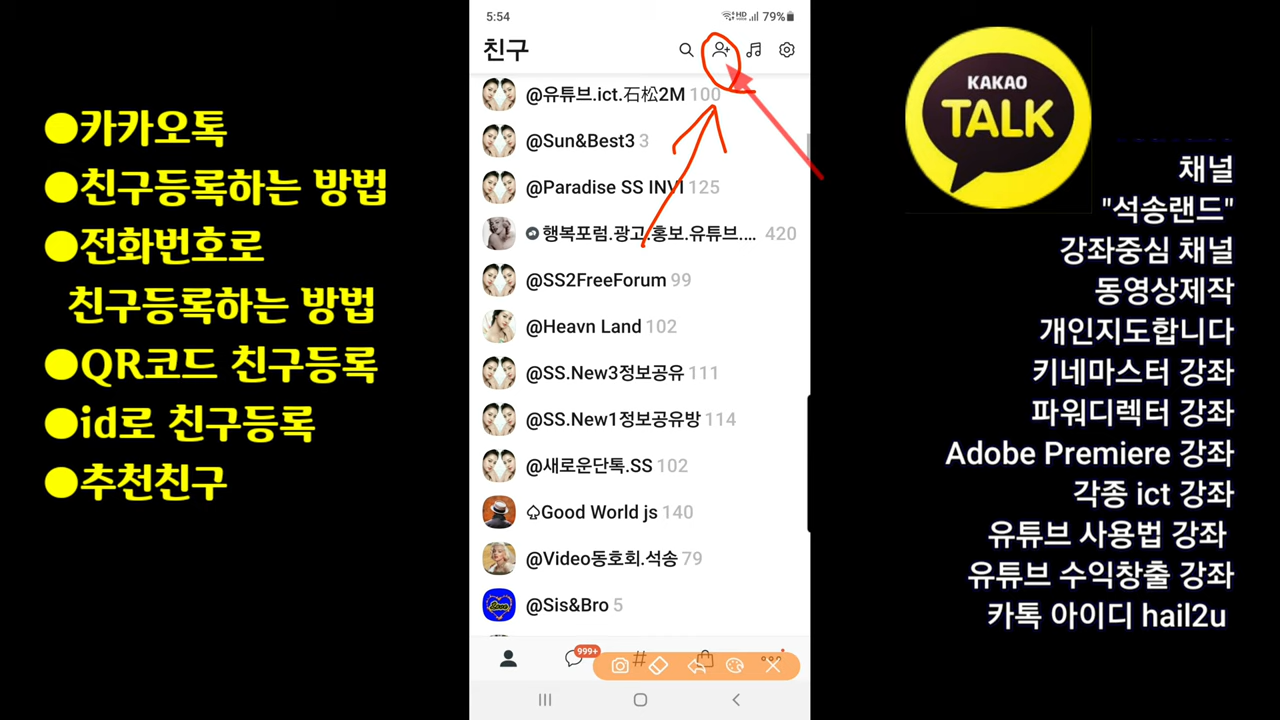 ●카카오톡
●친구등록하는 방법
●전화번호로
친구등록하는 방법
●QR코드 친구등록
●id로 친구등록
●추천친구
5:54
HD 79%
친구
@유튜브.ict.石松2M 100
@Sun&Best3 3
@Paradise SS INVI 125
행복포럼.광고.홍보.유튜브.... 420
@SS2FreeForum 99
@Heavn Land 102
@SS.New3정보공유 111
@SS.New1정보공유방 114
@새로운단톡.SS 102
♤Good World js 140
@Video동호회.석송 79
@Sis&Bro 5
999+
#
KAKAO
TALK
채널
"석송랜드"
강좌중심 채널
동영상제작
개인지도합니다
키네마스터 강좌
파워디렉터 강좌
Adobe Premiere 강좌
각종 ict 강좌
유튜브 사용법 강좌
유튜브 수익창출 강좌
카톡 아이디 hail2u